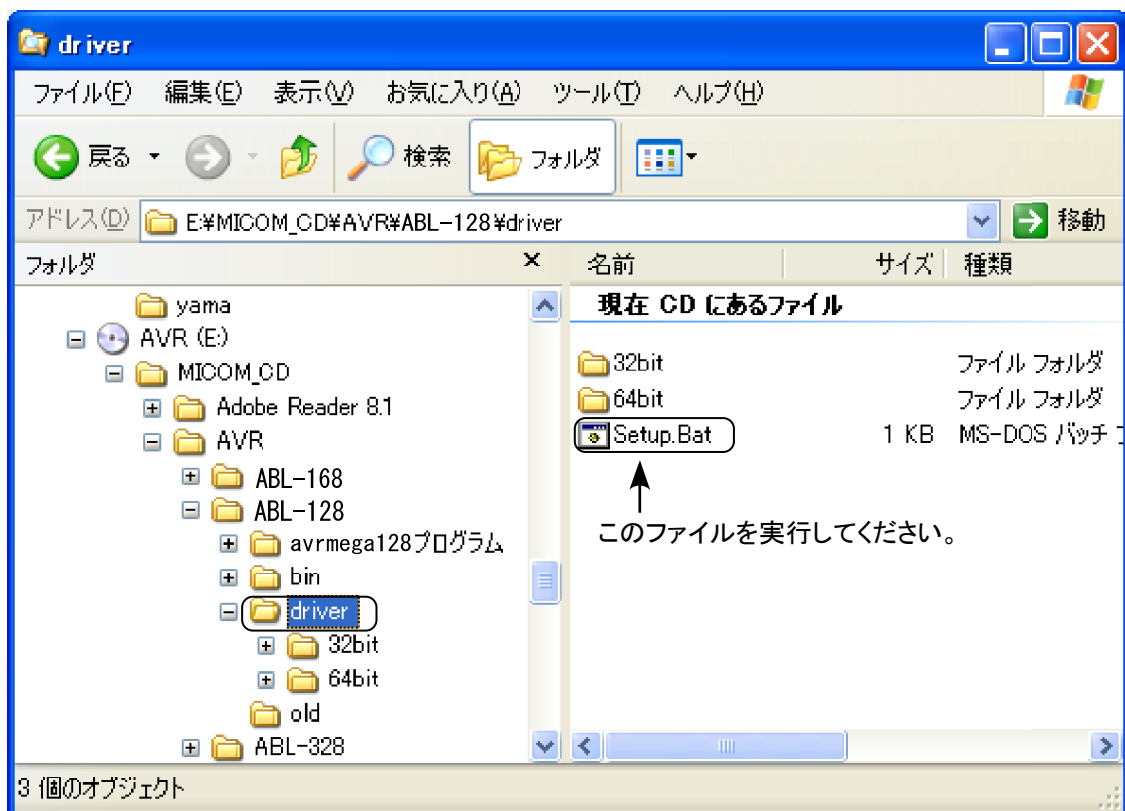 driver
ファイル(F) 編集(E) 表示(V) お気に入り(A) ツール(T) ヘルプ(H)
戻る 検索 フォルダ
アドレス(D) E:¥MICOM_CD¥AVR¥ABL-128¥driver 移動
フォルダ × 名前 サイズ 種類
yama
AVR (E:)
MICOM_CD
Adobe Reader 8.1
AVR
ABL-168
ABL-128
avrmega128プログラム
bin
driver
32bit
64bit
old
ABL-328
現在 CD にあるファイル
32bit ファイル フォルダ
64bit ファイル フォルダ
Setup.Bat 1 KB MS-DOS バッチ
このファイルを実行してください。
3 個のオブジェクト